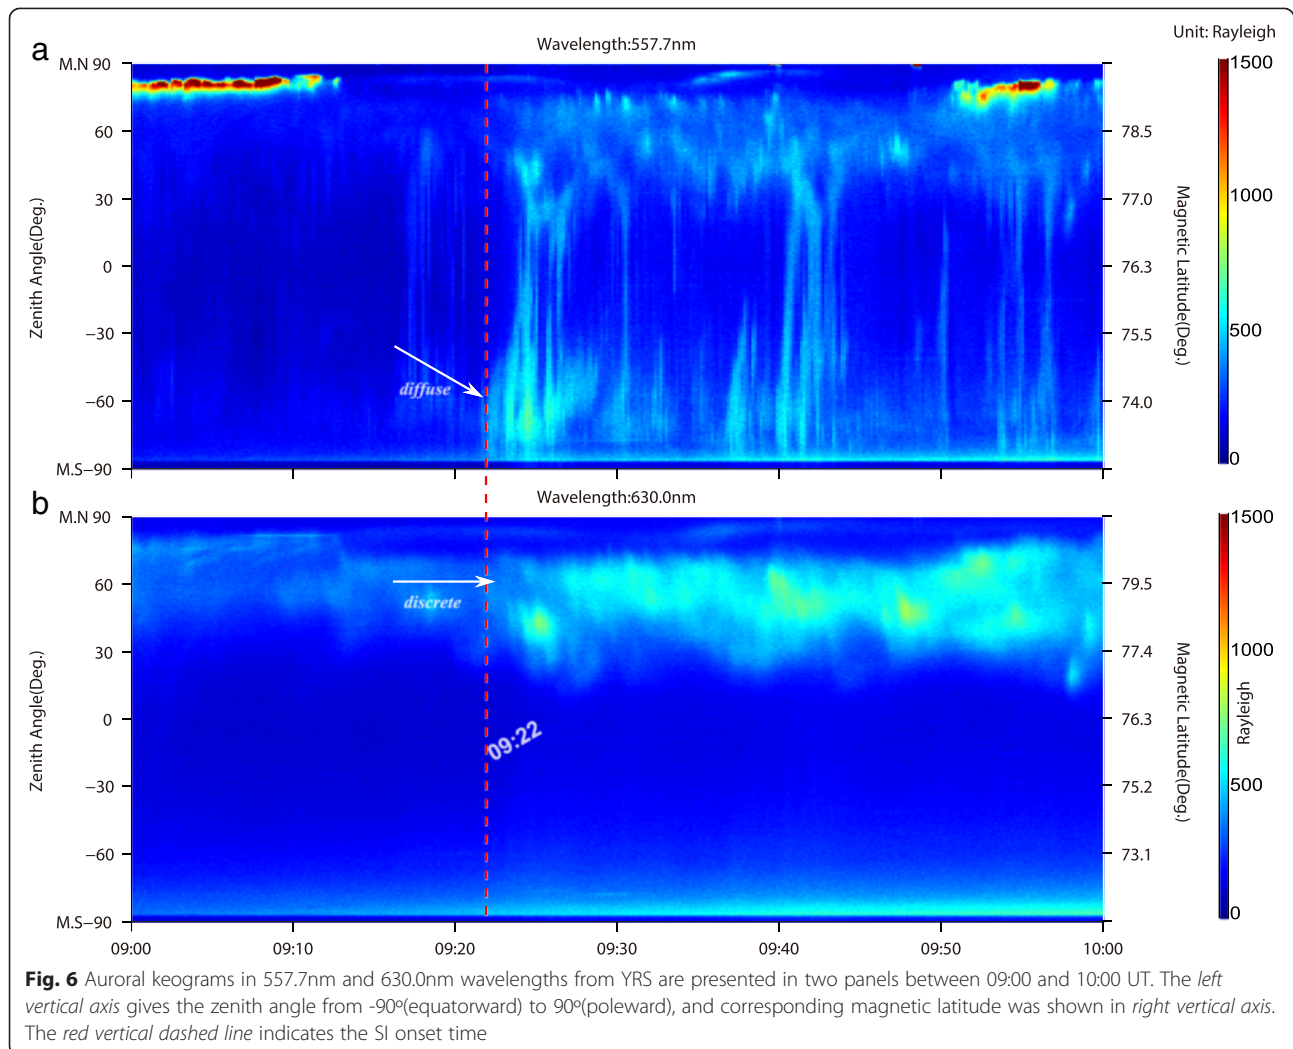 a
Wavelength:557.7nm
Unit: Rayleigh
M.N 90
60
30
0
−30
−60
M.S−90
Zenith Angle(Deg.)
78.5
77.0
76.3
75.5
74.0
Magnetic Latitude(Deg.)
1500
1000
500
0
diffuse
b
Wavelength:630.0nm
M.N 90
60
30
0
−30
−60
M.S−90
Zenith Angle(Deg.)
79.5
77.4
76.3
75.2
73.1
Magnetic Latitude(Deg.)
1500
1000
500
0
Rayleigh
discrete
09:22
09:00 09:10 09:20 09:30 09:40 09:50 10:00
Fig. 6 Auroral keograms in 557.7nm and 630.0nm wavelengths from YRS are presented in two panels between 09:00 and 10:00 UT. The left
vertical axis gives the zenith angle from -90º(equatorward) to 90º(poleward), and corresponding magnetic latitude was shown in right vertical axis.
The red vertical dashed line indicates the SI onset time